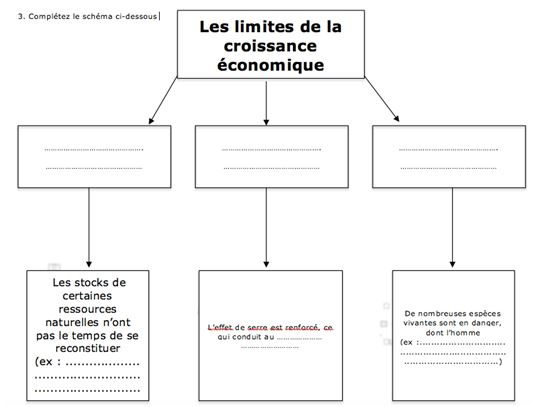 3. Complétez le schéma ci-dessous
Les limites de la
croissance
économique
……………………………………….
………………………………………
……………………………………….
………………………………………
……………………………………….
………………………………………
Les stocks de
certaines
ressources
naturelles n’ont
pas le temps de se
reconstituer
(ex : ………………..
………………………..
………………………..
L’effet de serre est renforcé, ce
qui conduit au …………………
………………………
De nombreuses espèces
vivantes sont en danger,
dont l’homme
(ex :…………………………………
…………………………………………
……………………………………)